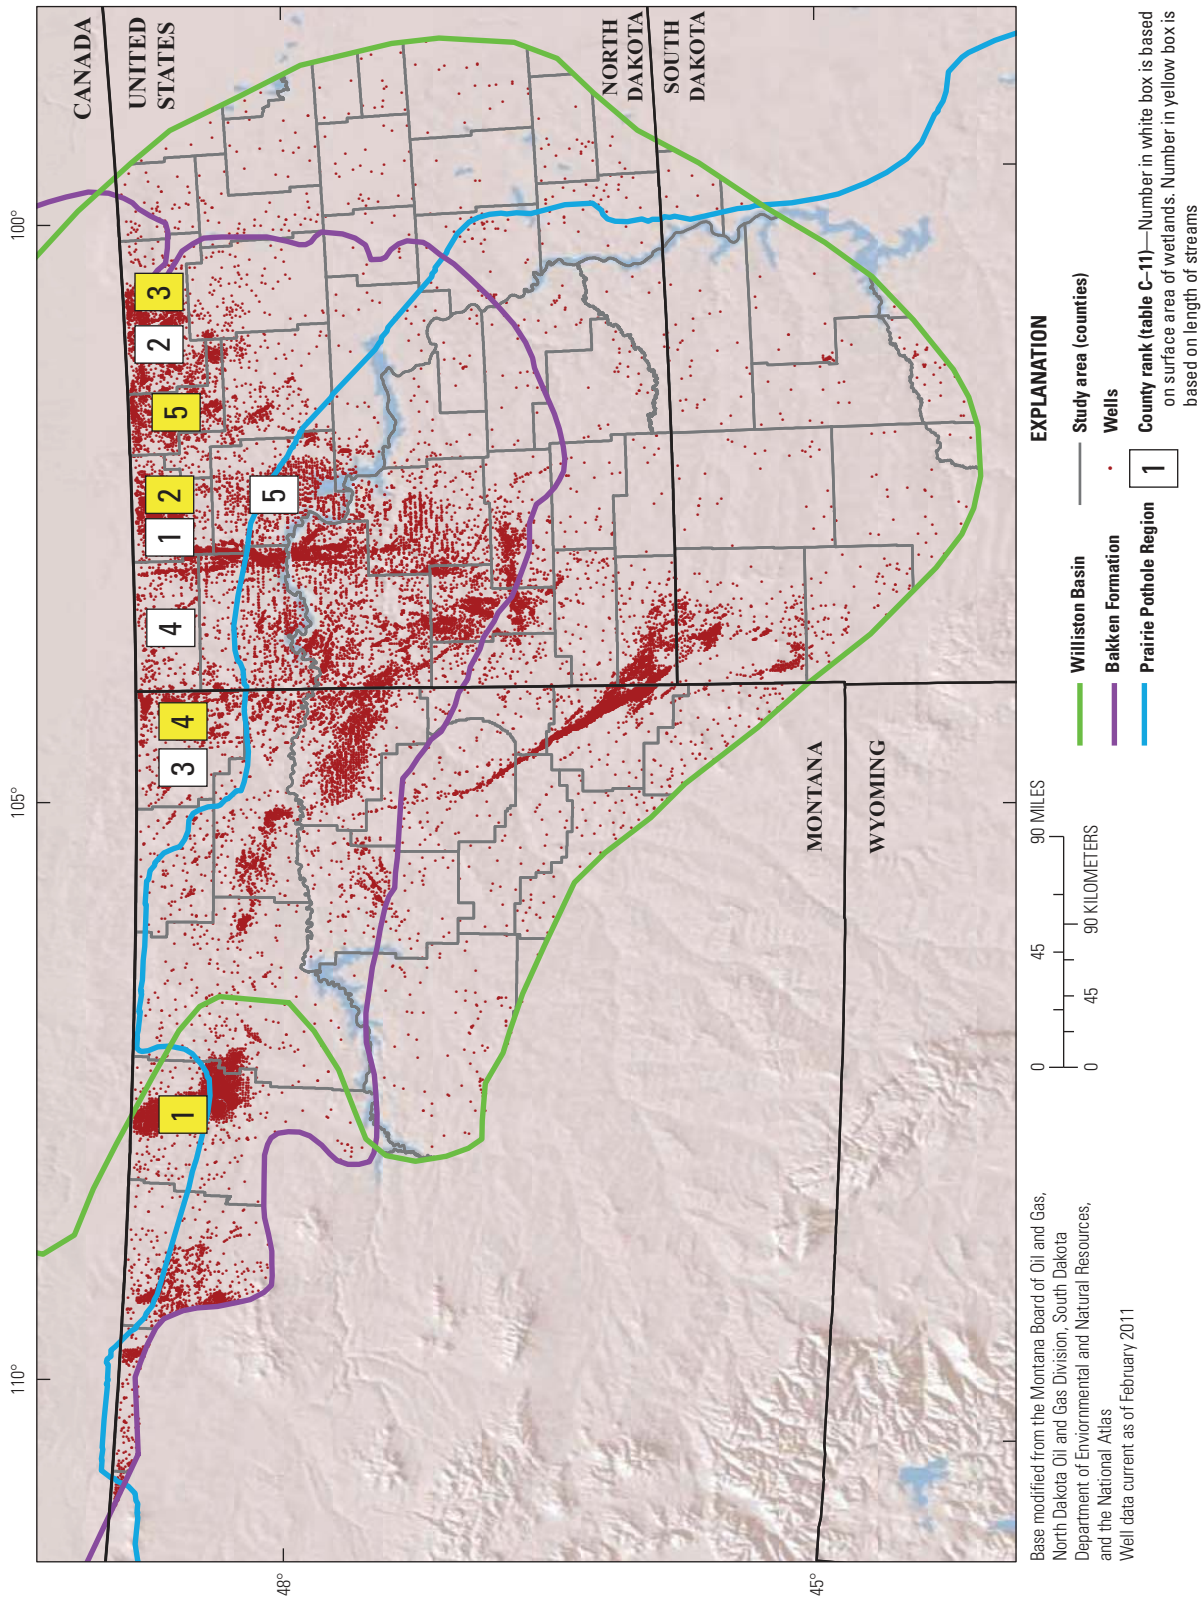 110°
105°
100°
48°
45°
CANADA
UNITED
STATES
NORTH
DAKOTA
SOUTH
DAKOTA
MONTANA
WYOMING
1
3
4
4
1
2
5
5
2
3
Base modified from the Montana Board of Oil and Gas,
North Dakota Oil and Gas Division, South Dakota
Department of Enviornmental and Natural Resources,
and the National Atlas
Well data current as of February 2011
0 45 90 MILES
0 45 90 KILOMETERS
EXPLANATION
Williston Basin
Bakken Formation
Prairie Pothole Region
Study area (counties)
Wells
1
County rank (table C–11)—Number in white box is based
on surface area of wetlands. Number in yellow box is
based on length of streams